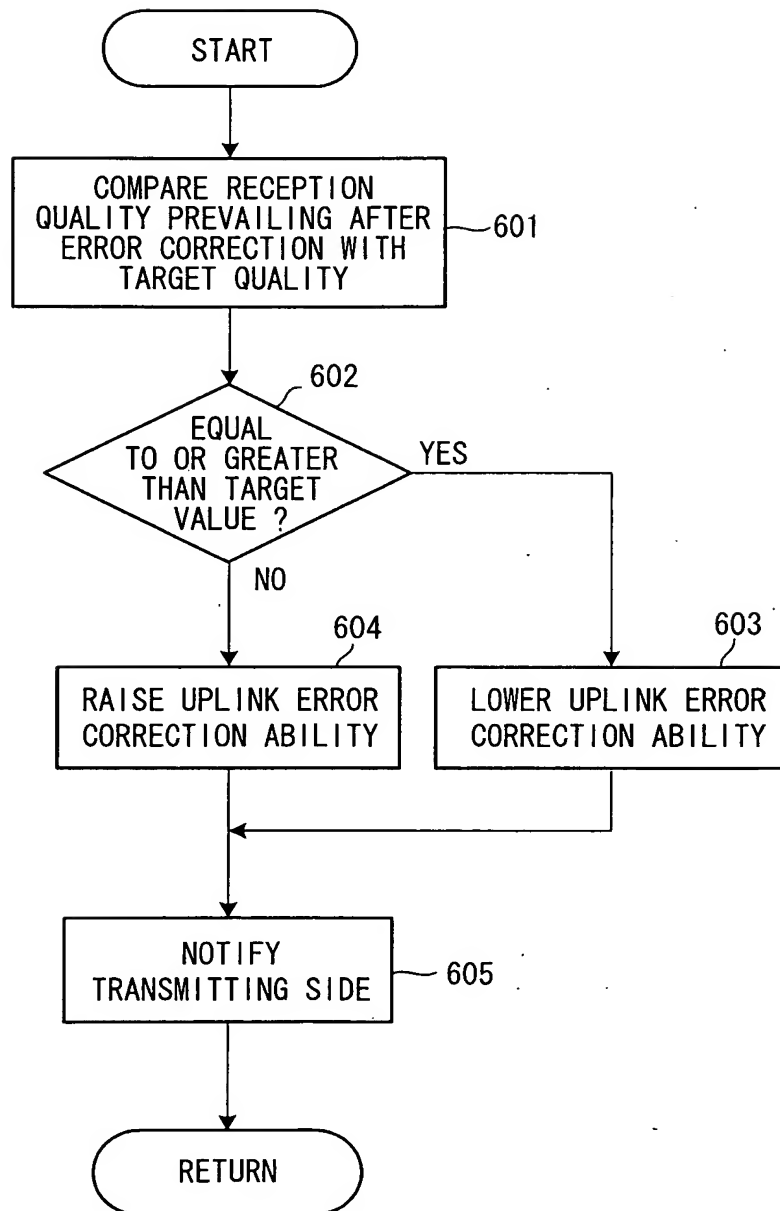 START
COMPARE RECEPTION
QUALITY PREVAILING AFTER
ERROR CORRECTION WITH
TARGET QUALITY
601
602
EQUAL
TO OR GREATER
THAN TARGET
VALUE ?
YES
NO
604
RAISE UPLINK ERROR
CORRECTION ABILITY
603
LOWER UPLINK ERROR
CORRECTION ABILITY
NOTIFY
TRANSMITTING SIDE
605
RETURN